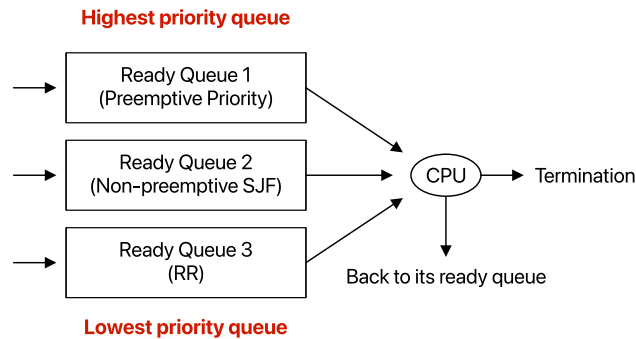 Highest priority queue
Ready Queue 1
(Preemptive Priority)
Ready Queue 2
(Non-preemptive SJF)
Ready Queue 3
(RR)
CPU
Termination
Back to its ready queue
Lowest priority queue